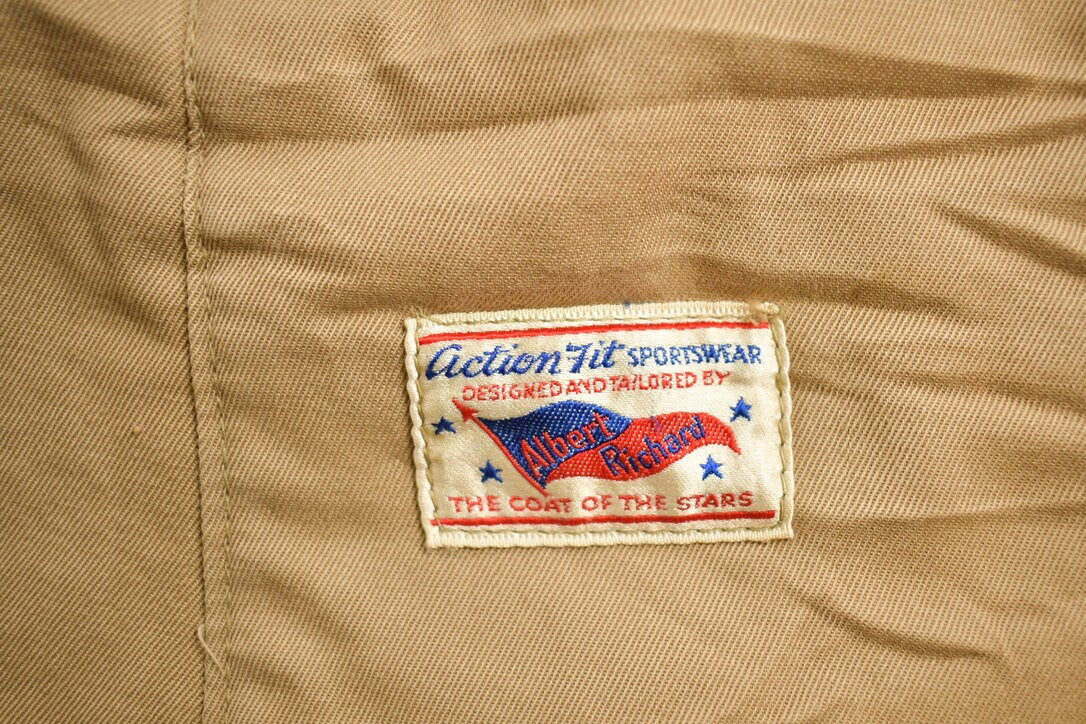 Action Fit SPORTSWEAR
DESIGNED AND TAILORED BY
Albert
Richard
THE COAT OF THE STARS